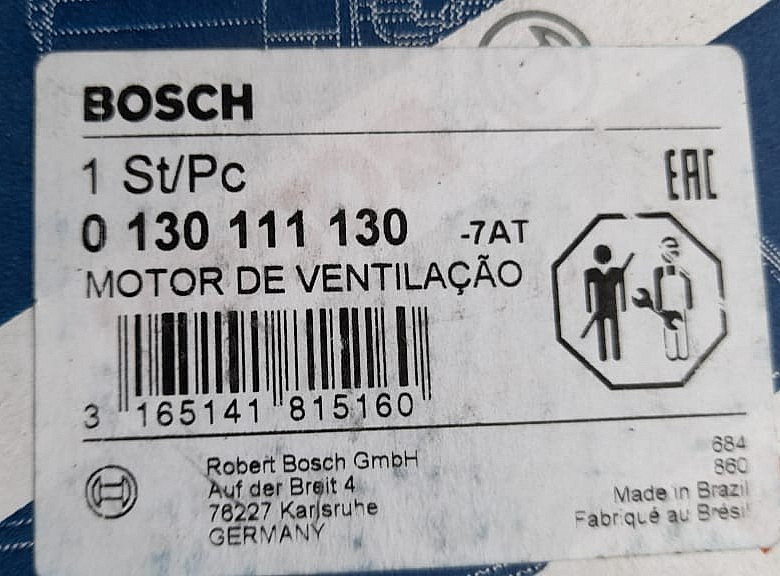 BOSCH
1 St/Pc
EAC
0 130 111 130 -7AT
MOTOR DE VENTILAÇÃO
3 165141 815160
Robert Bosch GmbH
Auf der Breit 4
76227 Karlsruhe
GERMANY
684
860
Made in Brazil
Fabriqué au Brésil